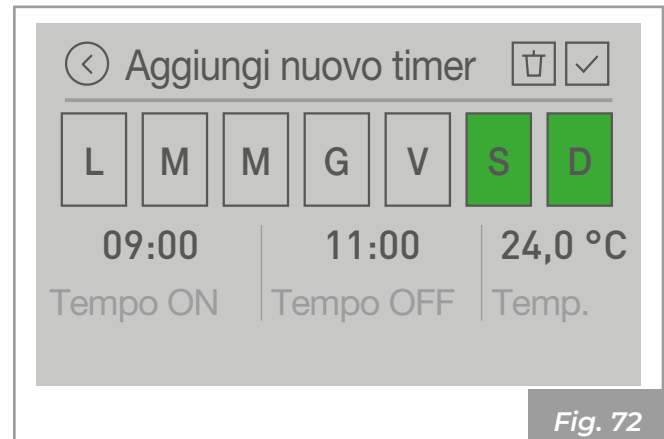 Aggiungi nuovo timer
L M M G V S D
09:00 11:00 24,0 °C
Tempo ON Tempo OFF Temp.
Fig. 72